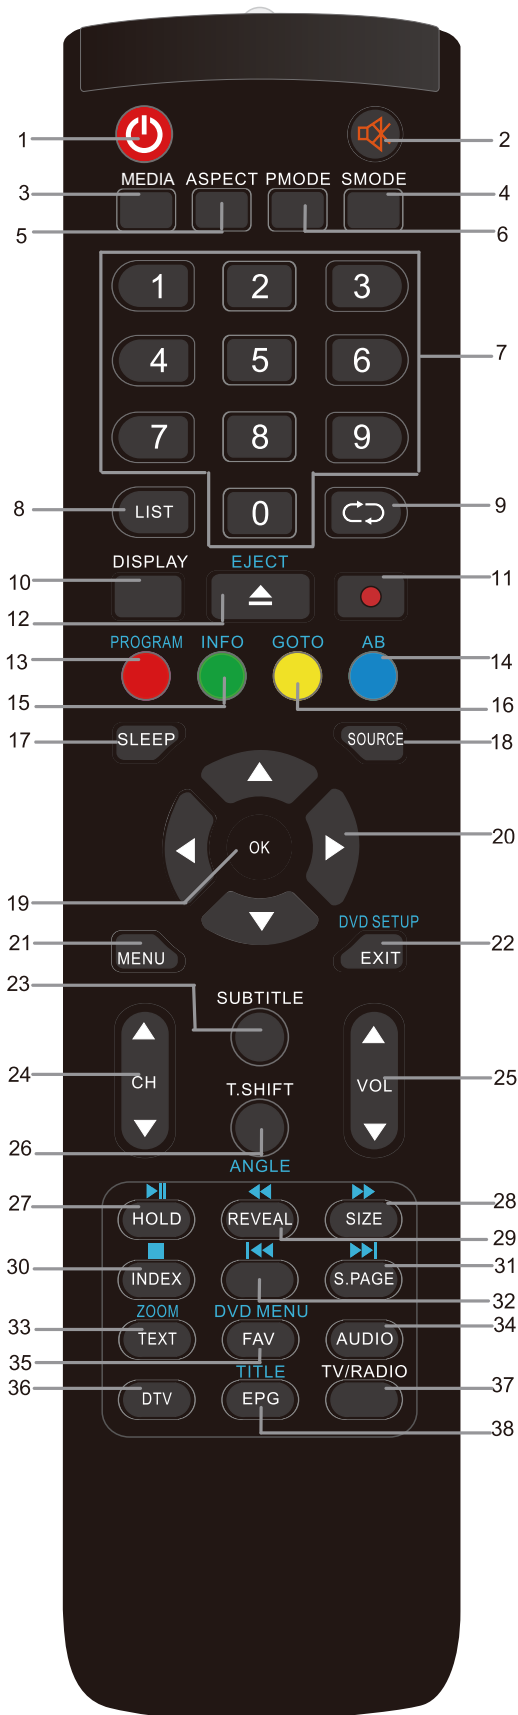 1
2
MEDIA ASPECT PMODE SMODE
3
4
5
6
1 2 3
7
4 5 6
7 8 9
8
LIST
0
9
DISPLAY
EJECT
10
11
12
PROGRAM INFO GOTO AB
13
14
15
16
17
SLEEP
SOURCE
18
OK
20
19
DVD SETUP
21
MENU
EXIT
22
23
SUBTITLE
24
CH
VOL
25
T.SHIFT
26
ANGLE
27
HOLD REVEAL SIZE
28
29
30
INDEX
S.PAGE
31
32
ZOOM DVD MENU
33
TEXT FAV AUDIO
34
35
TITLE TV/RADIO
36
DTV EPG
37
38